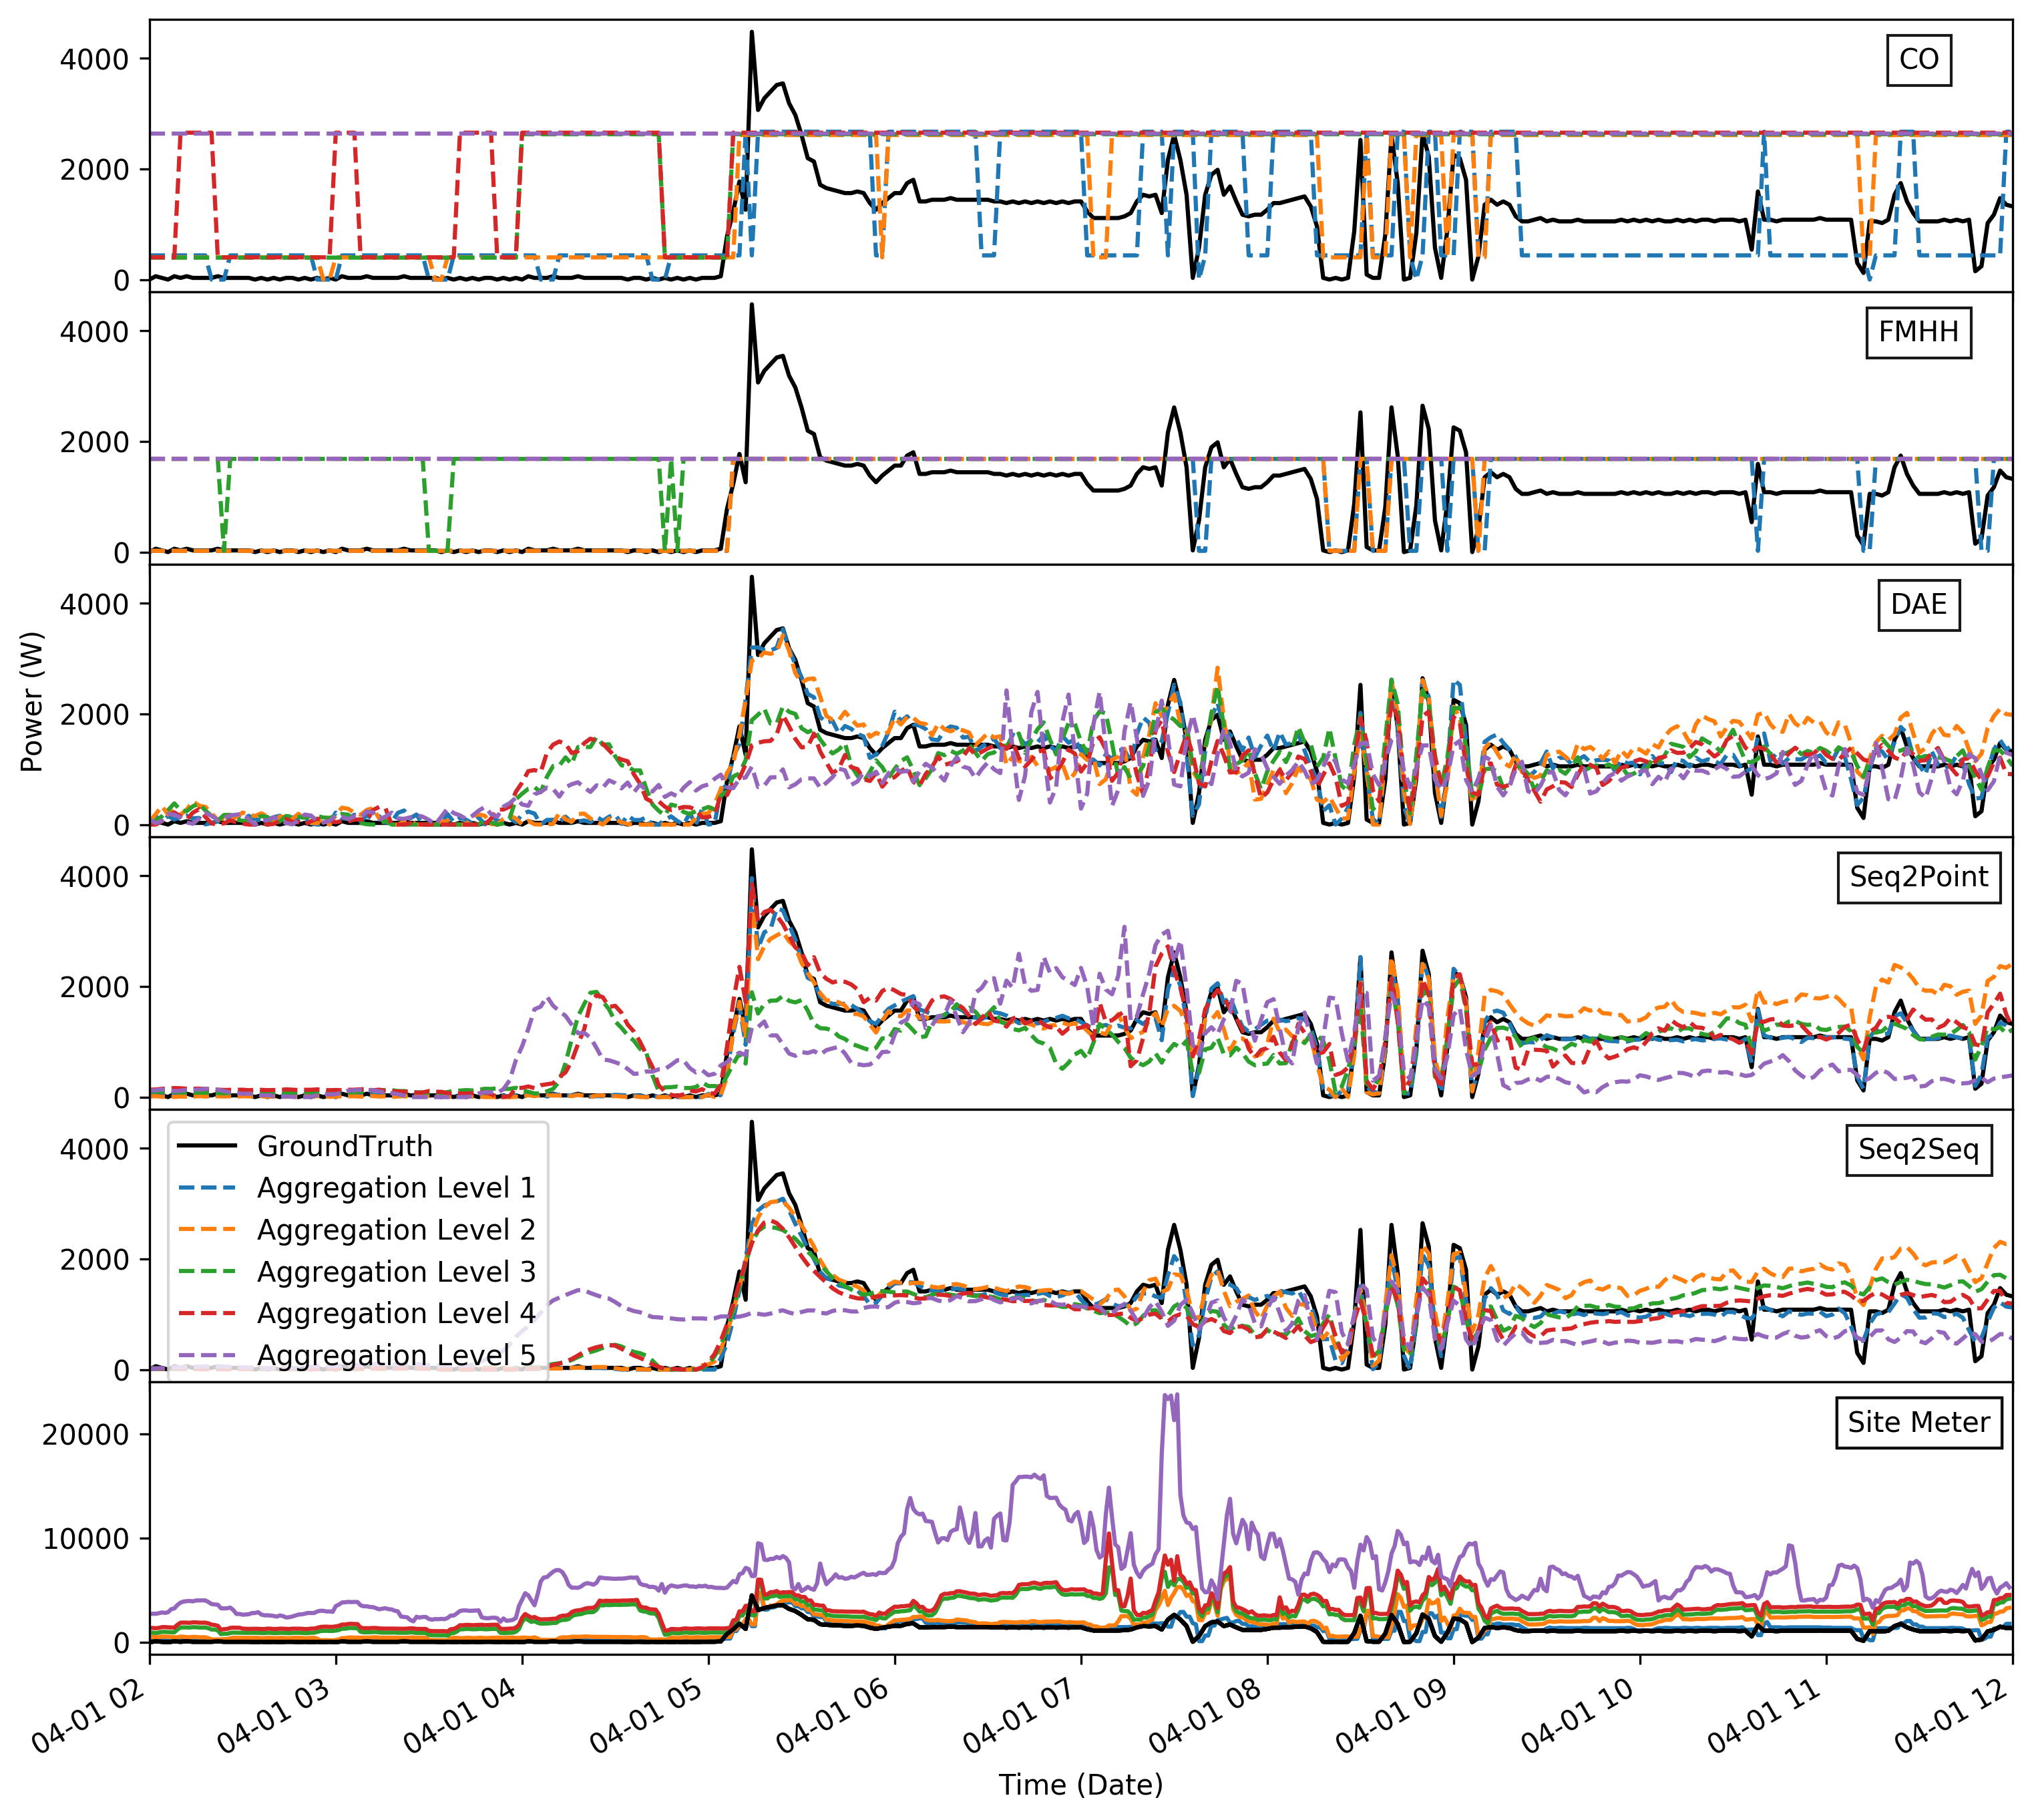 CO
4000
2000
0
FMHH
4000
2000
0
DAE
4000
2000
0
Power (W)
Seq2Point
4000
2000
0
Seq2Seq
4000
2000
0
GroundTruth
Aggregation Level 1
Aggregation Level 2
Aggregation Level 3
Aggregation Level 4
Aggregation Level 5
Site Meter
20000
10000
0
04-01 02
04-01 03
04-01 04
04-01 05
04-01 06
04-01 07
04-01 08
04-01 09
04-01 10
04-01 11
04-01 12
Time (Date)